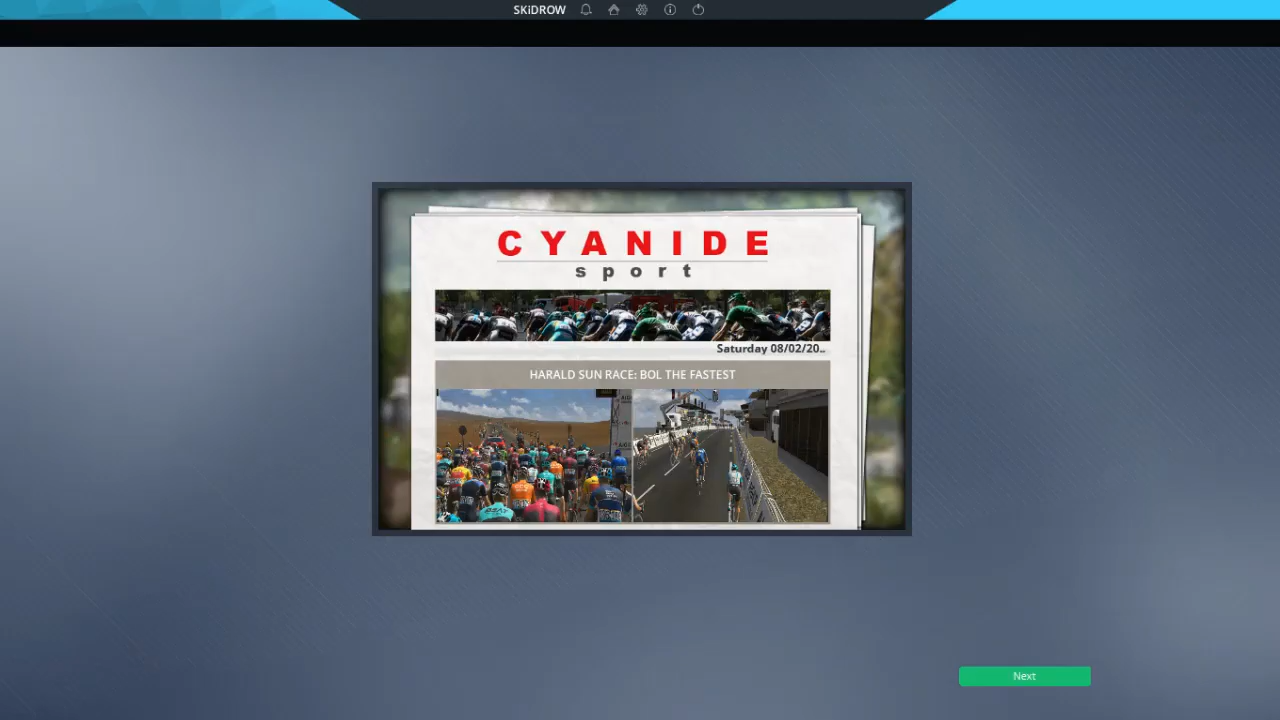 SKiDROW
CYANIDE
sport
Saturday 08/02/20..
HARALD SUN RACE: BOL THE FASTEST
Next